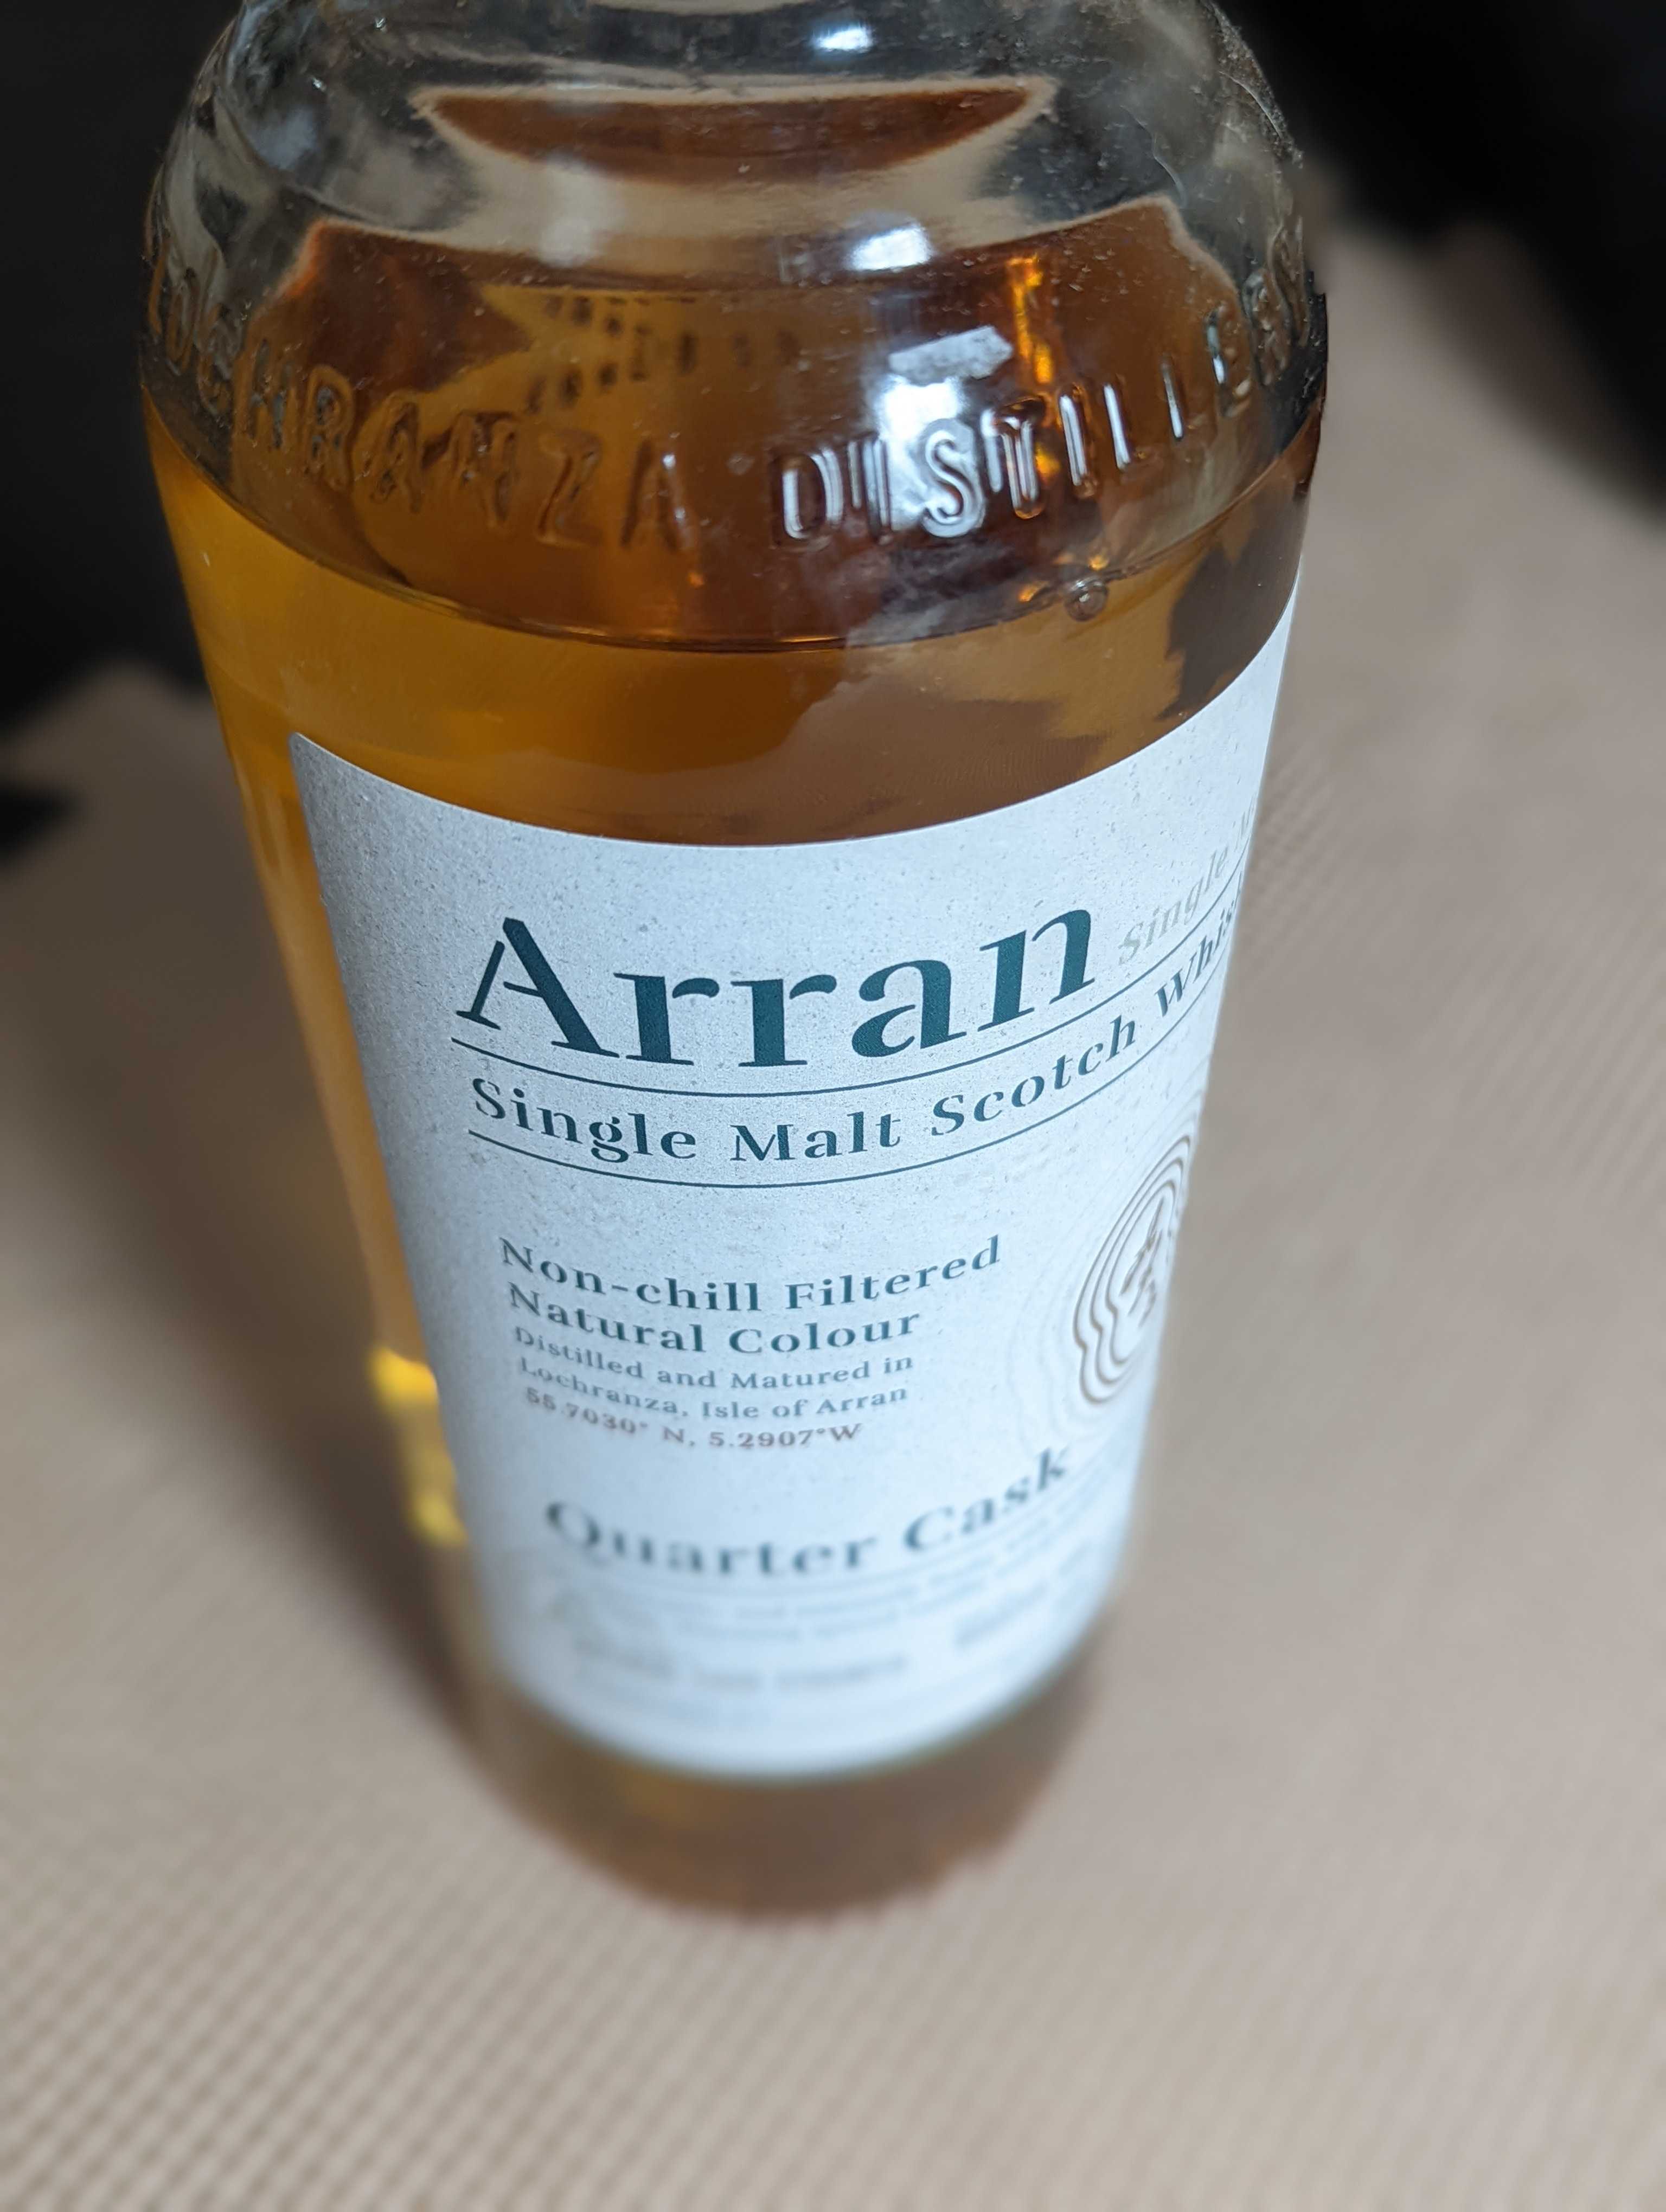 LOCHRANZA DISTILLERY
Arran Single
Single Malt Scotch
Non-chill Filtered
Natural Colour
Distilled and Matured in
Lochranza, Isle of Arran
55.7030° N, 5.2907°W
Quarter Cask